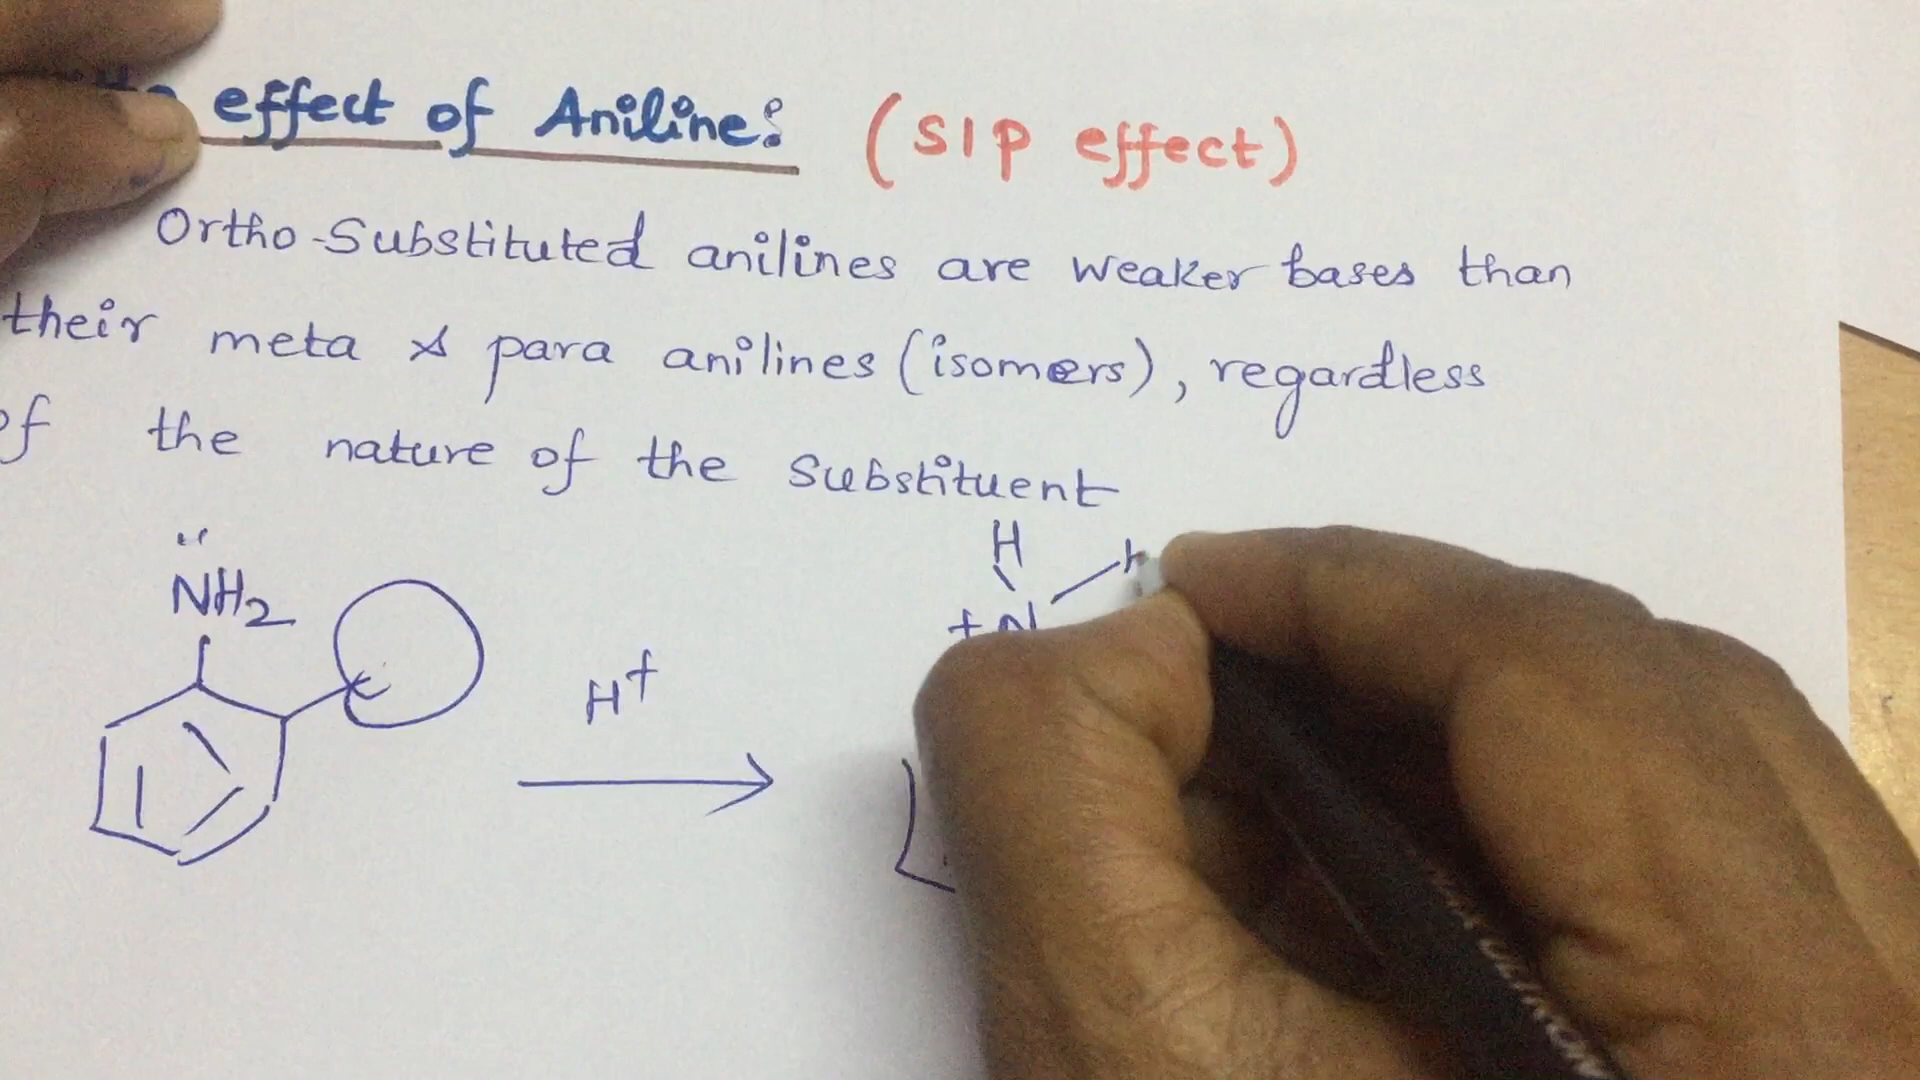 effect of Aniline: (SIP effect)
Ortho-Substituted anilines are weaker bases than
their meta & para anilines (isomers), regardless
of the nature of the Substituent
H
NH2
+N
H+